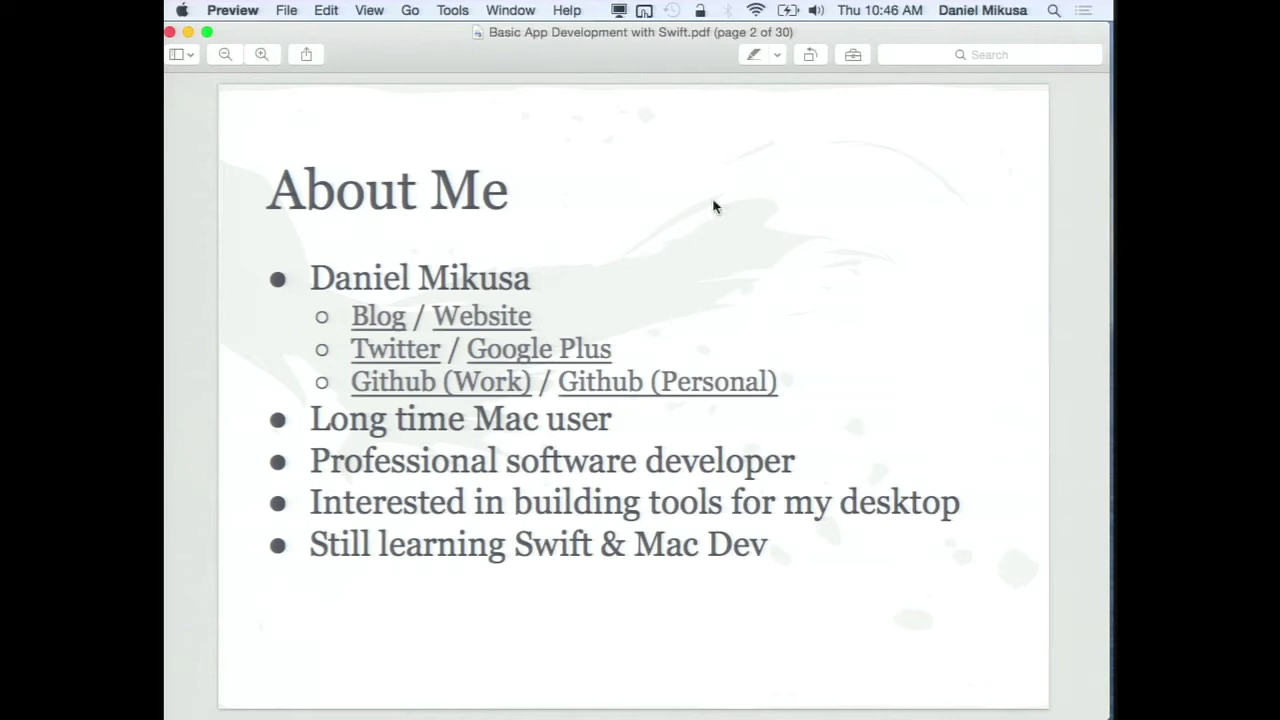 Preview File Edit View Go Tools Window Help Thu 10:46 AM Daniel Mikusa
Basic App Development with Swift.pdf (page 2 of 30)
Search
About Me
● Daniel Mikusa
○ Blog / Website
○ Twitter / Google Plus
○ Github (Work) / Github (Personal)
● Long time Mac user
● Professional software developer
● Interested in building tools for my desktop
● Still learning Swift & Mac Dev